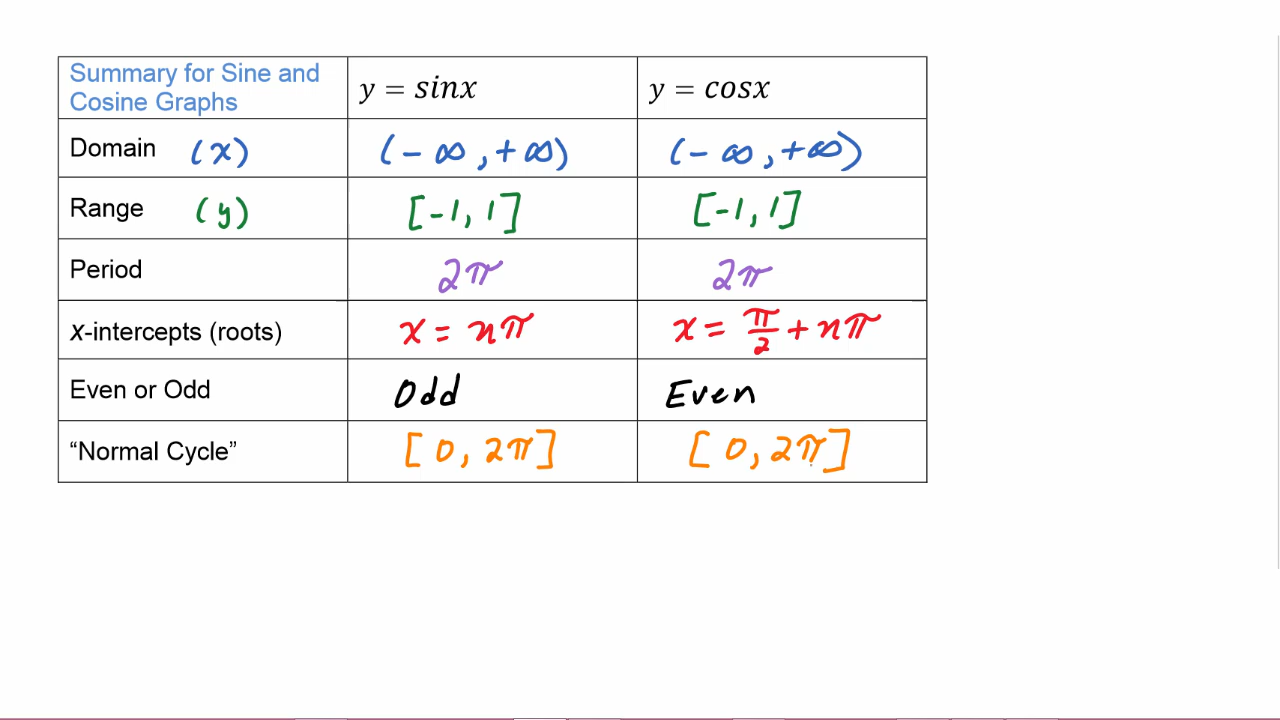 Summary for Sine and
Cosine Graphs
y = sinx
y = cosx
Domain (x) (-∞, +∞) (-∞, +∞)
Range (y) [-1, 1] [-1, 1]
Period 2π 2π
x-intercepts (roots) x = nπ x = π/2 + nπ
Even or Odd Odd Even
“Normal Cycle” [0, 2π] [0, 2π]